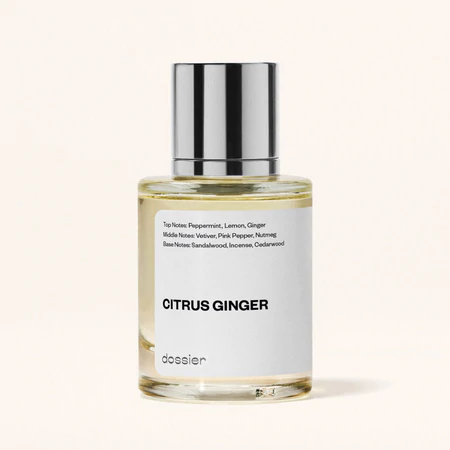 Top Notes: Peppermint, Lemon, Ginger
Middle Notes: Vetiver, Pink Pepper, Nutmeg
Base Notes: Sandalwood, Incense, Cedarwood
CITRUS GINGER
dossier